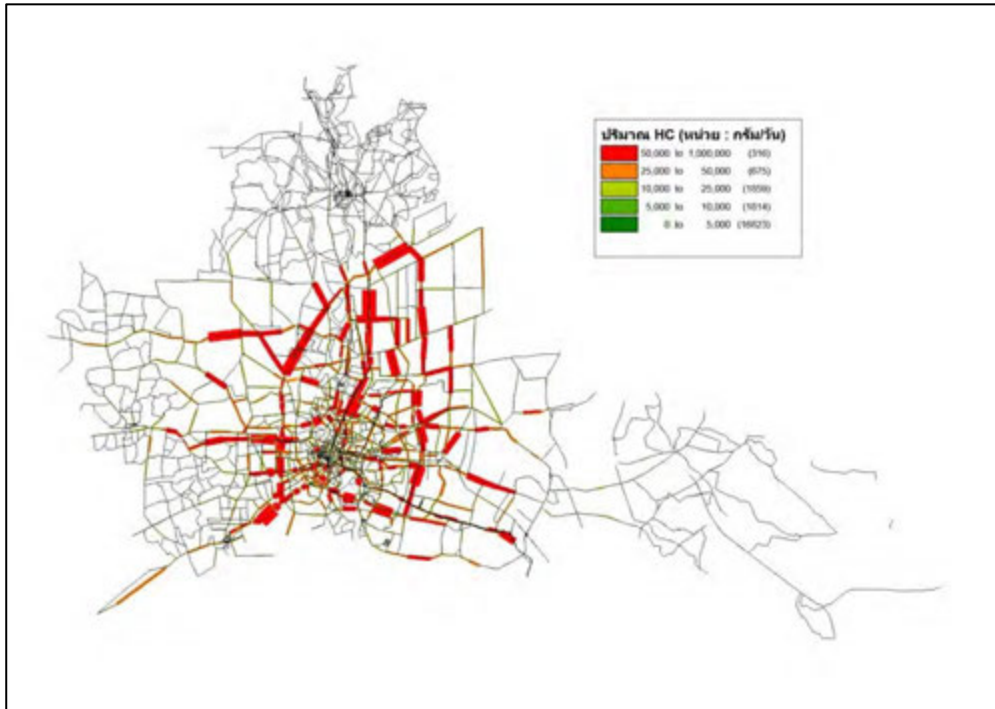 ปริมาณ HC (หน่วย : กรัม/วัน)
50,000 to 1,000,000 (316)
25,000 to 50,000 (675)
10,000 to 25,000 (1859)
5,000 to 10,000 (1814)
0 to 5,000 (16623)